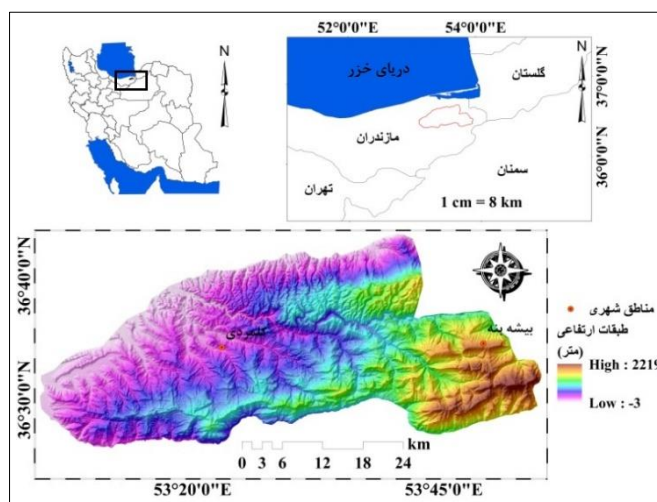 N
52°0'0"E 54°0'0"E
دریای خزر
گلستان
مازندران
سمنان
تهران
1 cm = 8 km
37°0'0"N
36°0'0"N
N
36°40'0"N
36°30'0"N
N
بیشه بنه
مناطق شهری
طبقات ارتفاعی
(متر)
High : 2219
Low : -3
km
0 3 6 12 18 24
53°20'0"E 53°45'0"E